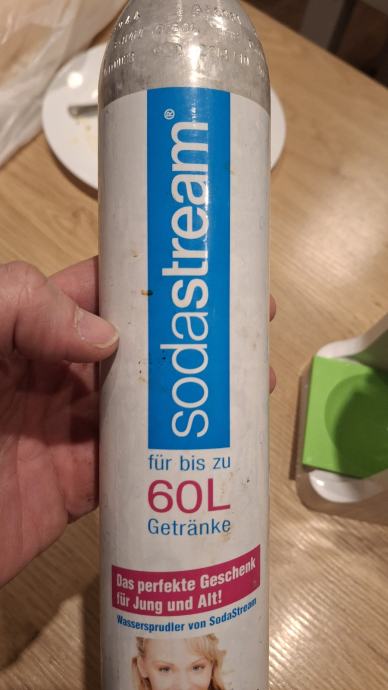 sodastream®
für bis zu
60L
Getränke
Das perfekte Geschenk
für Jung und Alt!
Wassersprudler von SodaStream